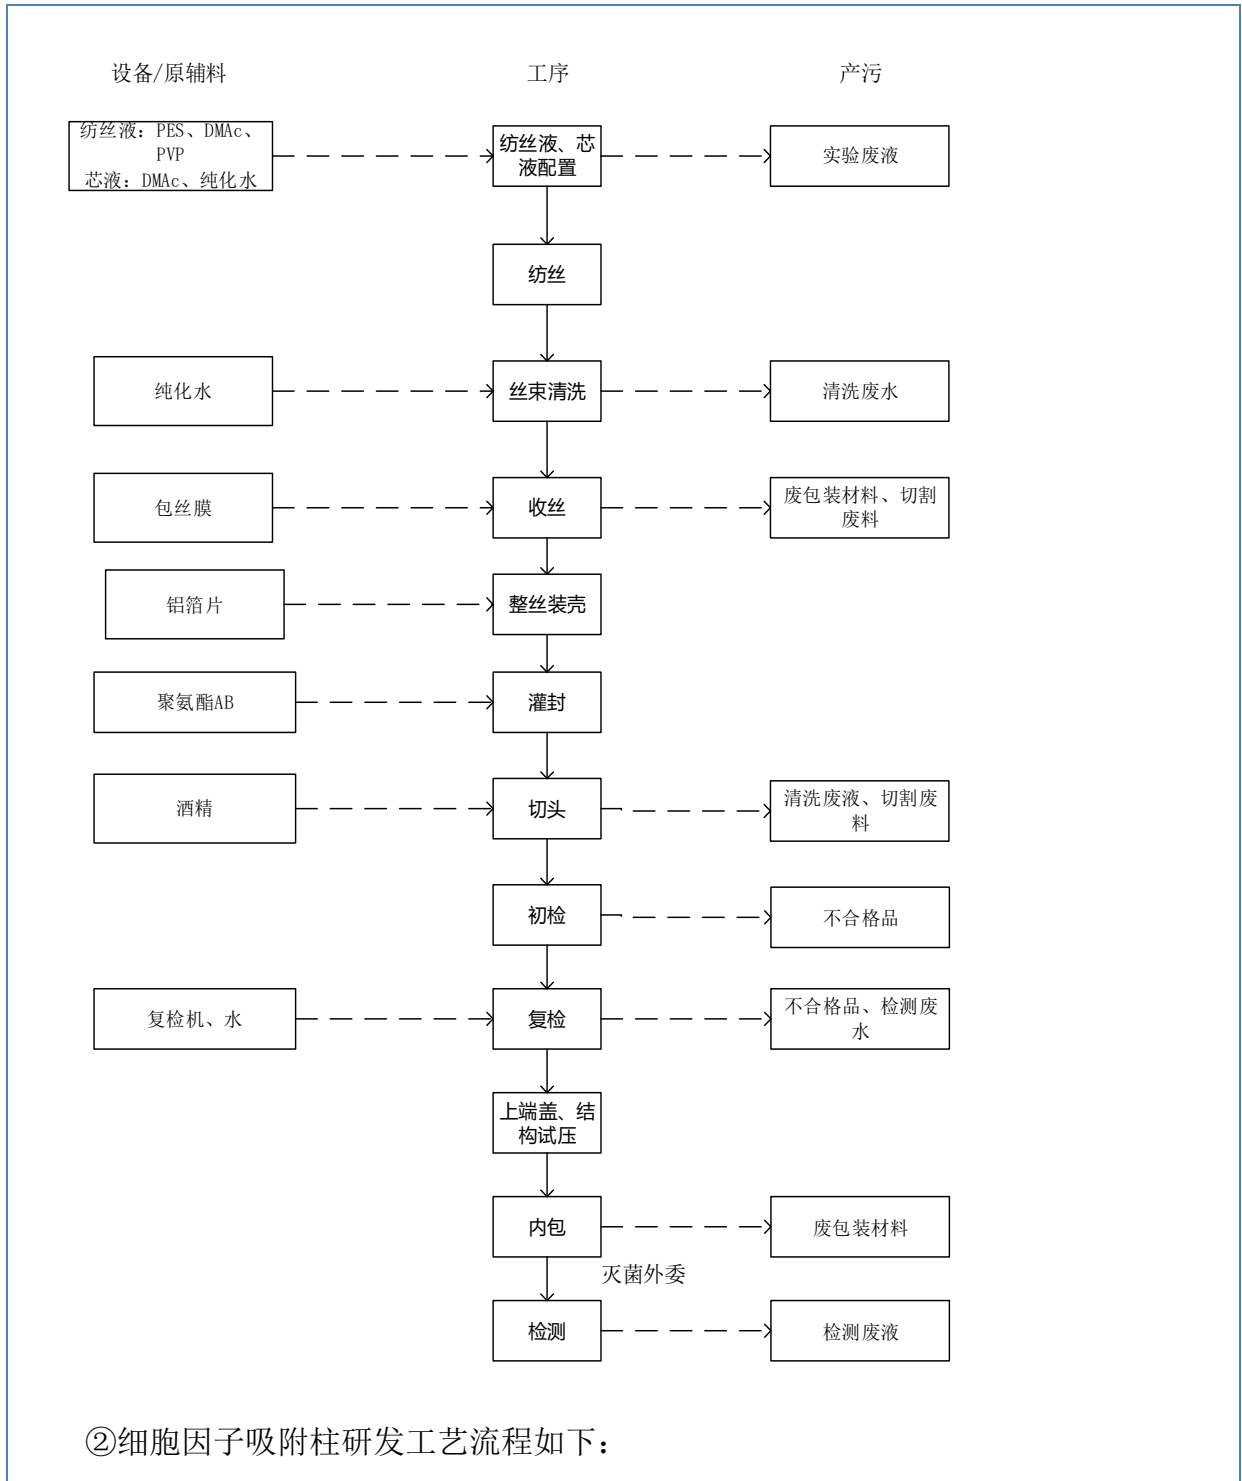 设备/原辅料 工序 产污
纺丝液：PES、DMAc、
PVP
芯液：DMAc、纯化水
纺丝液、芯
液配置
实验废液
纺丝
纯化水
丝束清洗
清洗废水
包丝膜
收丝
废包装材料、切割
废料
铝箔片
整丝装壳
聚氨酯AB
灌封
酒精
切头
清洗废液、切割废
料
初检
不合格品
复检机、水
复检
不合格品、检测废
水
上端盖、结
构试压
内包
废包装材料
灭菌外委
检测
检测废液
②细胞因子吸附柱研发工艺流程如下：